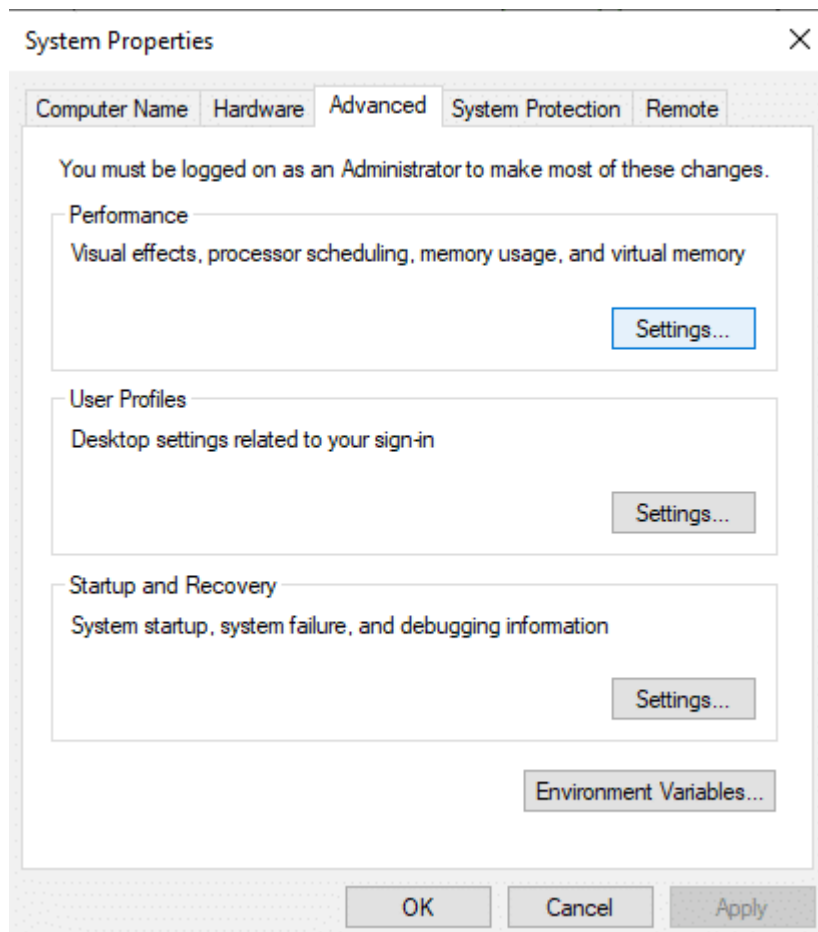 System Properties
Computer Name Hardware Advanced System Protection Remote
You must be logged on as an Administrator to make most of these changes.
Performance
Visual effects, processor scheduling, memory usage, and virtual memory
Settings...
User Profiles
Desktop settings related to your sign-in
Settings...
Startup and Recovery
System startup, system failure, and debugging information
Settings...
Environment Variables...
OK Cancel Apply